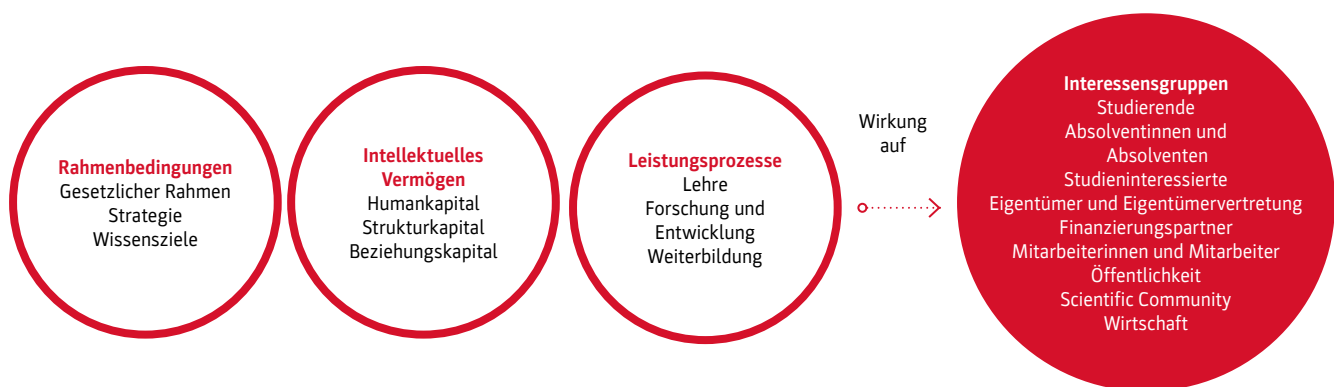 Rahmenbedingungen
Gesetzlicher Rahmen
Strategie
Wissensziele
Intellektuelles
Vermögen
Humankapital
Strukturkapital
Beziehungskapital
Leistungsprozesse
Lehre
Forschung und
Entwicklung
Weiterbildung
Wirkung
auf
Interessensgruppen
Studierende
Absolventinnen und
Absolventen
Studieninteressierte
Eigentümer und Eigentümervertretung
Finanzierungspartner
Mitarbeiterinnen und Mitarbeiter
Öffentlichkeit
Scientific Community
Wirtschaft